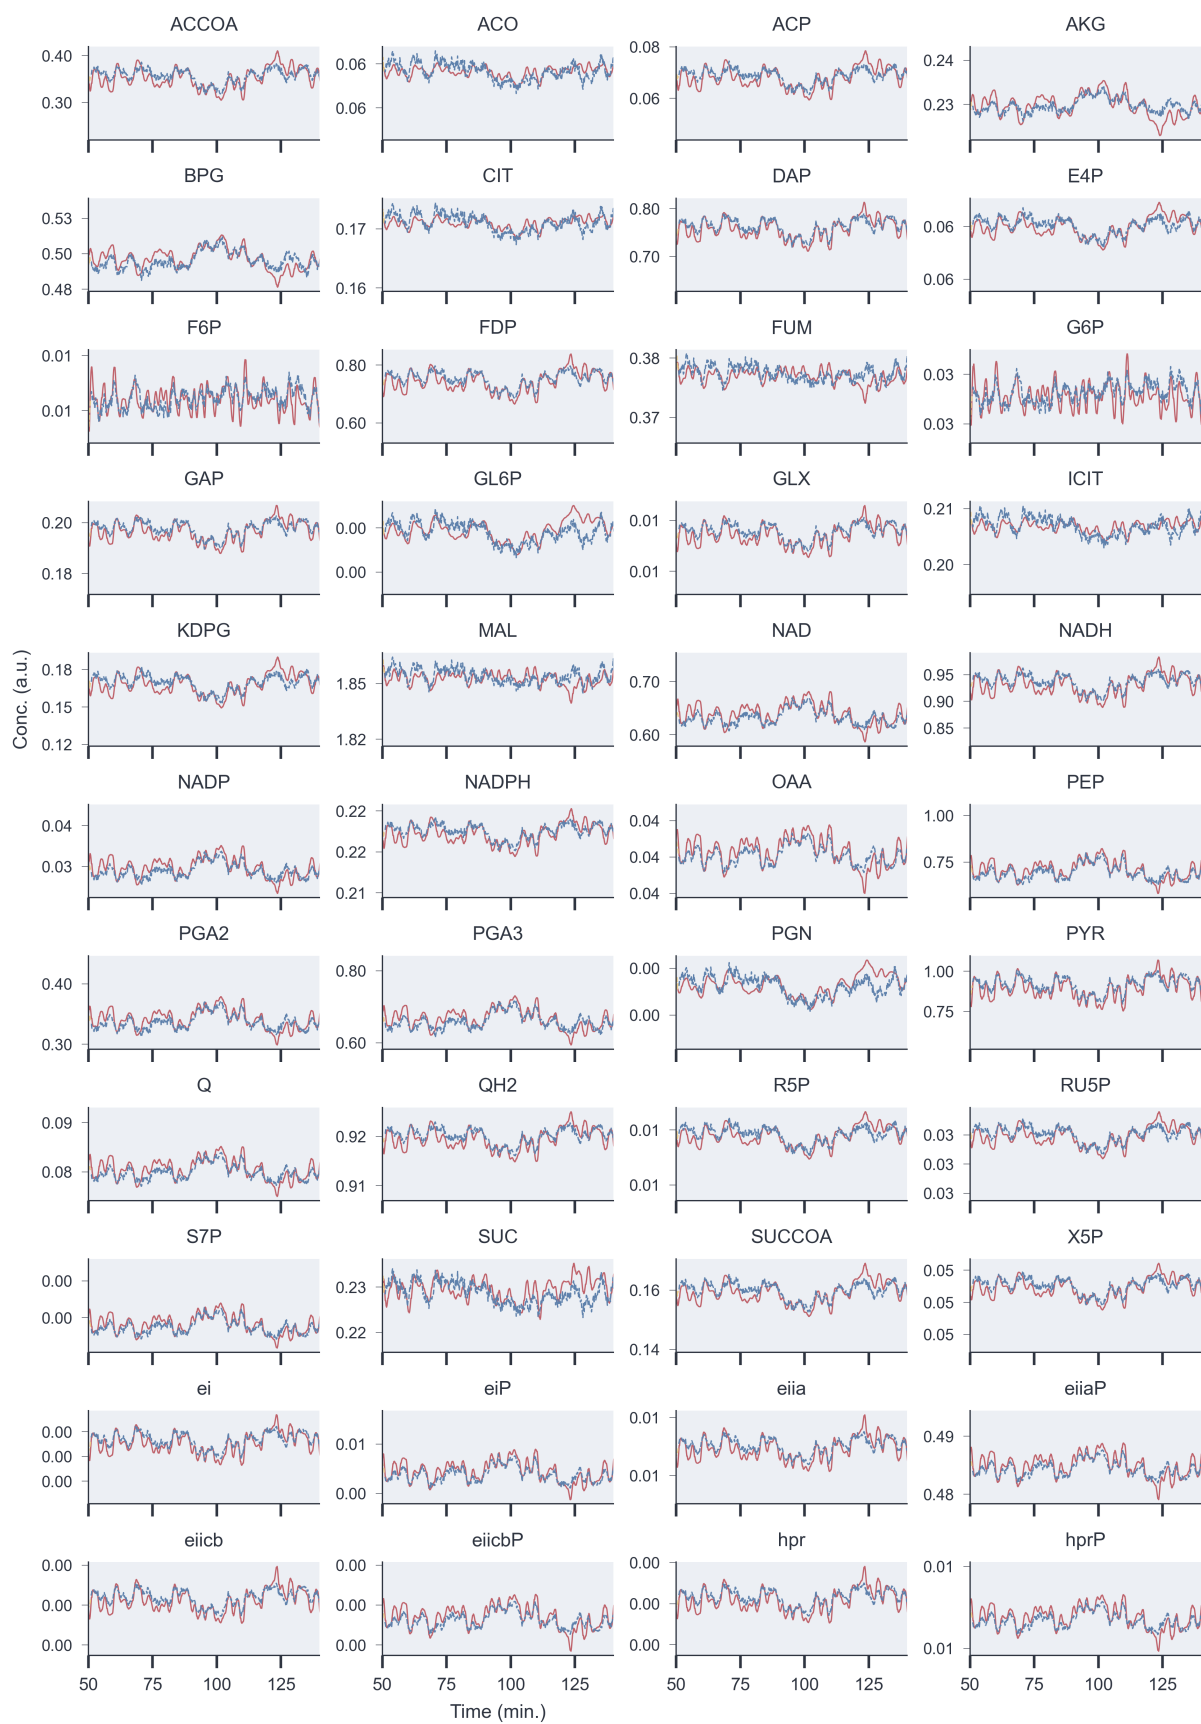 ACCOA ACO ACP AKG
0.40 0.06 0.08 0.24
0.30 0.06 0.06 0.23
BPG CIT DAP E4P
0.53 0.17 0.80 0.06
0.50 0.16 0.70 0.06
0.48
F6P FDP FUM G6P
0.01 0.80 0.38 0.03
0.01 0.60 0.37 0.03
GAP GL6P GLX ICIT
0.20 0.00 0.01 0.21
0.18 0.00 0.01 0.20
KDPG MAL NAD NADH
0.18 1.85 0.70 0.95
0.15 1.82 0.60 0.90
0.12 0.85
Conc. (a.u.)
NADP NADPH OAA PEP
0.04 0.22 0.04 1.00
0.03 0.22 0.04 0.75
0.21 0.04
PGA2 PGA3 PGN PYR
0.40 0.80 0.00 1.00
0.30 0.60 0.00 0.75
Q QH2 R5P RU5P
0.09 0.92 0.01 0.03
0.08 0.91 0.01 0.03
0.03
S7P SUC SUCCOA X5P
0.00 0.23 0.16 0.05
0.00 0.22 0.14 0.05
0.05
ei eiP eiia eiiaP
0.00 0.01 0.01 0.49
0.00 0.00 0.01 0.48
0.00
eiicb eiicbP hpr hprP
0.00 0.00 0.00 0.01
0.00 0.00 0.00 0.01
0.00 0.00 0.00
50 75 100 125 50 75 100 125 50 75 100 125 50 75 100 125
Time (min.)